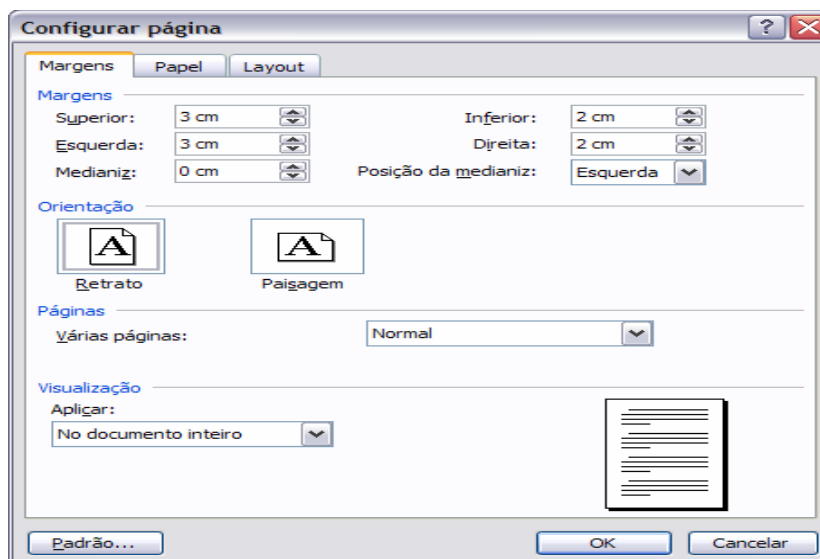 Configurar página
Margens Papel Layout
Margens
Superior: 3 cm Inferior: 2 cm
Esquerda: 3 cm Direita: 2 cm
Medianiz: 0 cm Posição da medianiz: Esquerda
Orientação
A A
Retrato Paisagem
Páginas
Várias páginas: Normal
Visualização
Aplicar:
No documento inteiro
Padrão... OK Cancelar